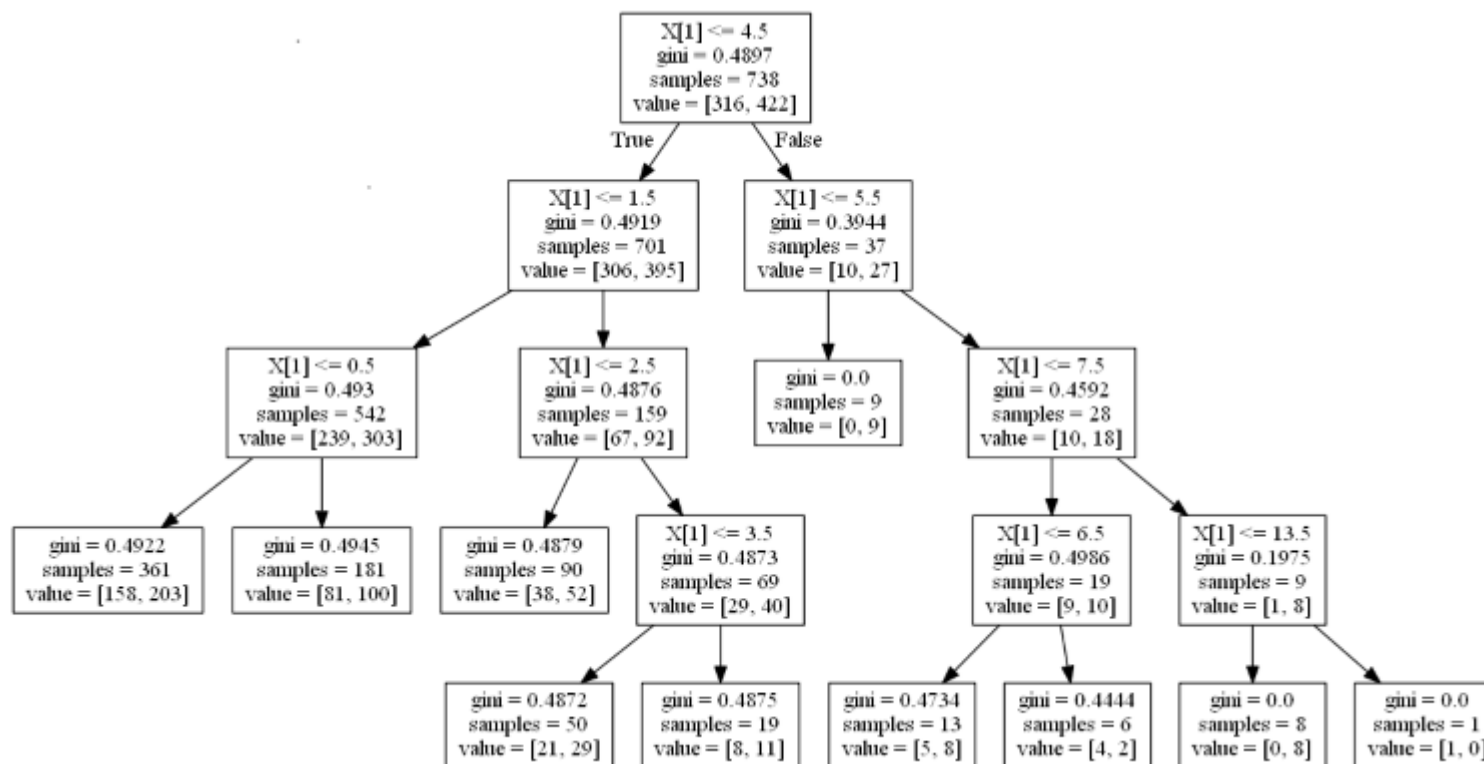 X[1] <= 4.5
gini = 0.4897
samples = 738
value = [316, 422]
True
False
X[1] <= 1.5
gini = 0.4919
samples = 701
value = [306, 395]
X[1] <= 5.5
gini = 0.3944
samples = 37
value = [10, 27]
X[1] <= 0.5
gini = 0.493
samples = 542
value = [239, 303]
X[1] <= 2.5
gini = 0.4876
samples = 159
value = [67, 92]
gini = 0.0
samples = 9
value = [0, 9]
X[1] <= 7.5
gini = 0.4592
samples = 28
value = [10, 18]
gini = 0.4922
samples = 361
value = [158, 203]
gini = 0.4945
samples = 181
value = [81, 100]
gini = 0.4879
samples = 90
value = [38, 52]
X[1] <= 3.5
gini = 0.4873
samples = 69
value = [29, 40]
X[1] <= 6.5
gini = 0.4986
samples = 19
value = [9, 10]
X[1] <= 13.5
gini = 0.1975
samples = 9
value = [1, 8]
gini = 0.4872
samples = 50
value = [21, 29]
gini = 0.4875
samples = 19
value = [8, 11]
gini = 0.4734
samples = 13
value = [5, 8]
gini = 0.4444
samples = 6
value = [4, 2]
gini = 0.0
samples = 8
value = [0, 8]
gini = 0.0
samples = 1
value = [1, 0]